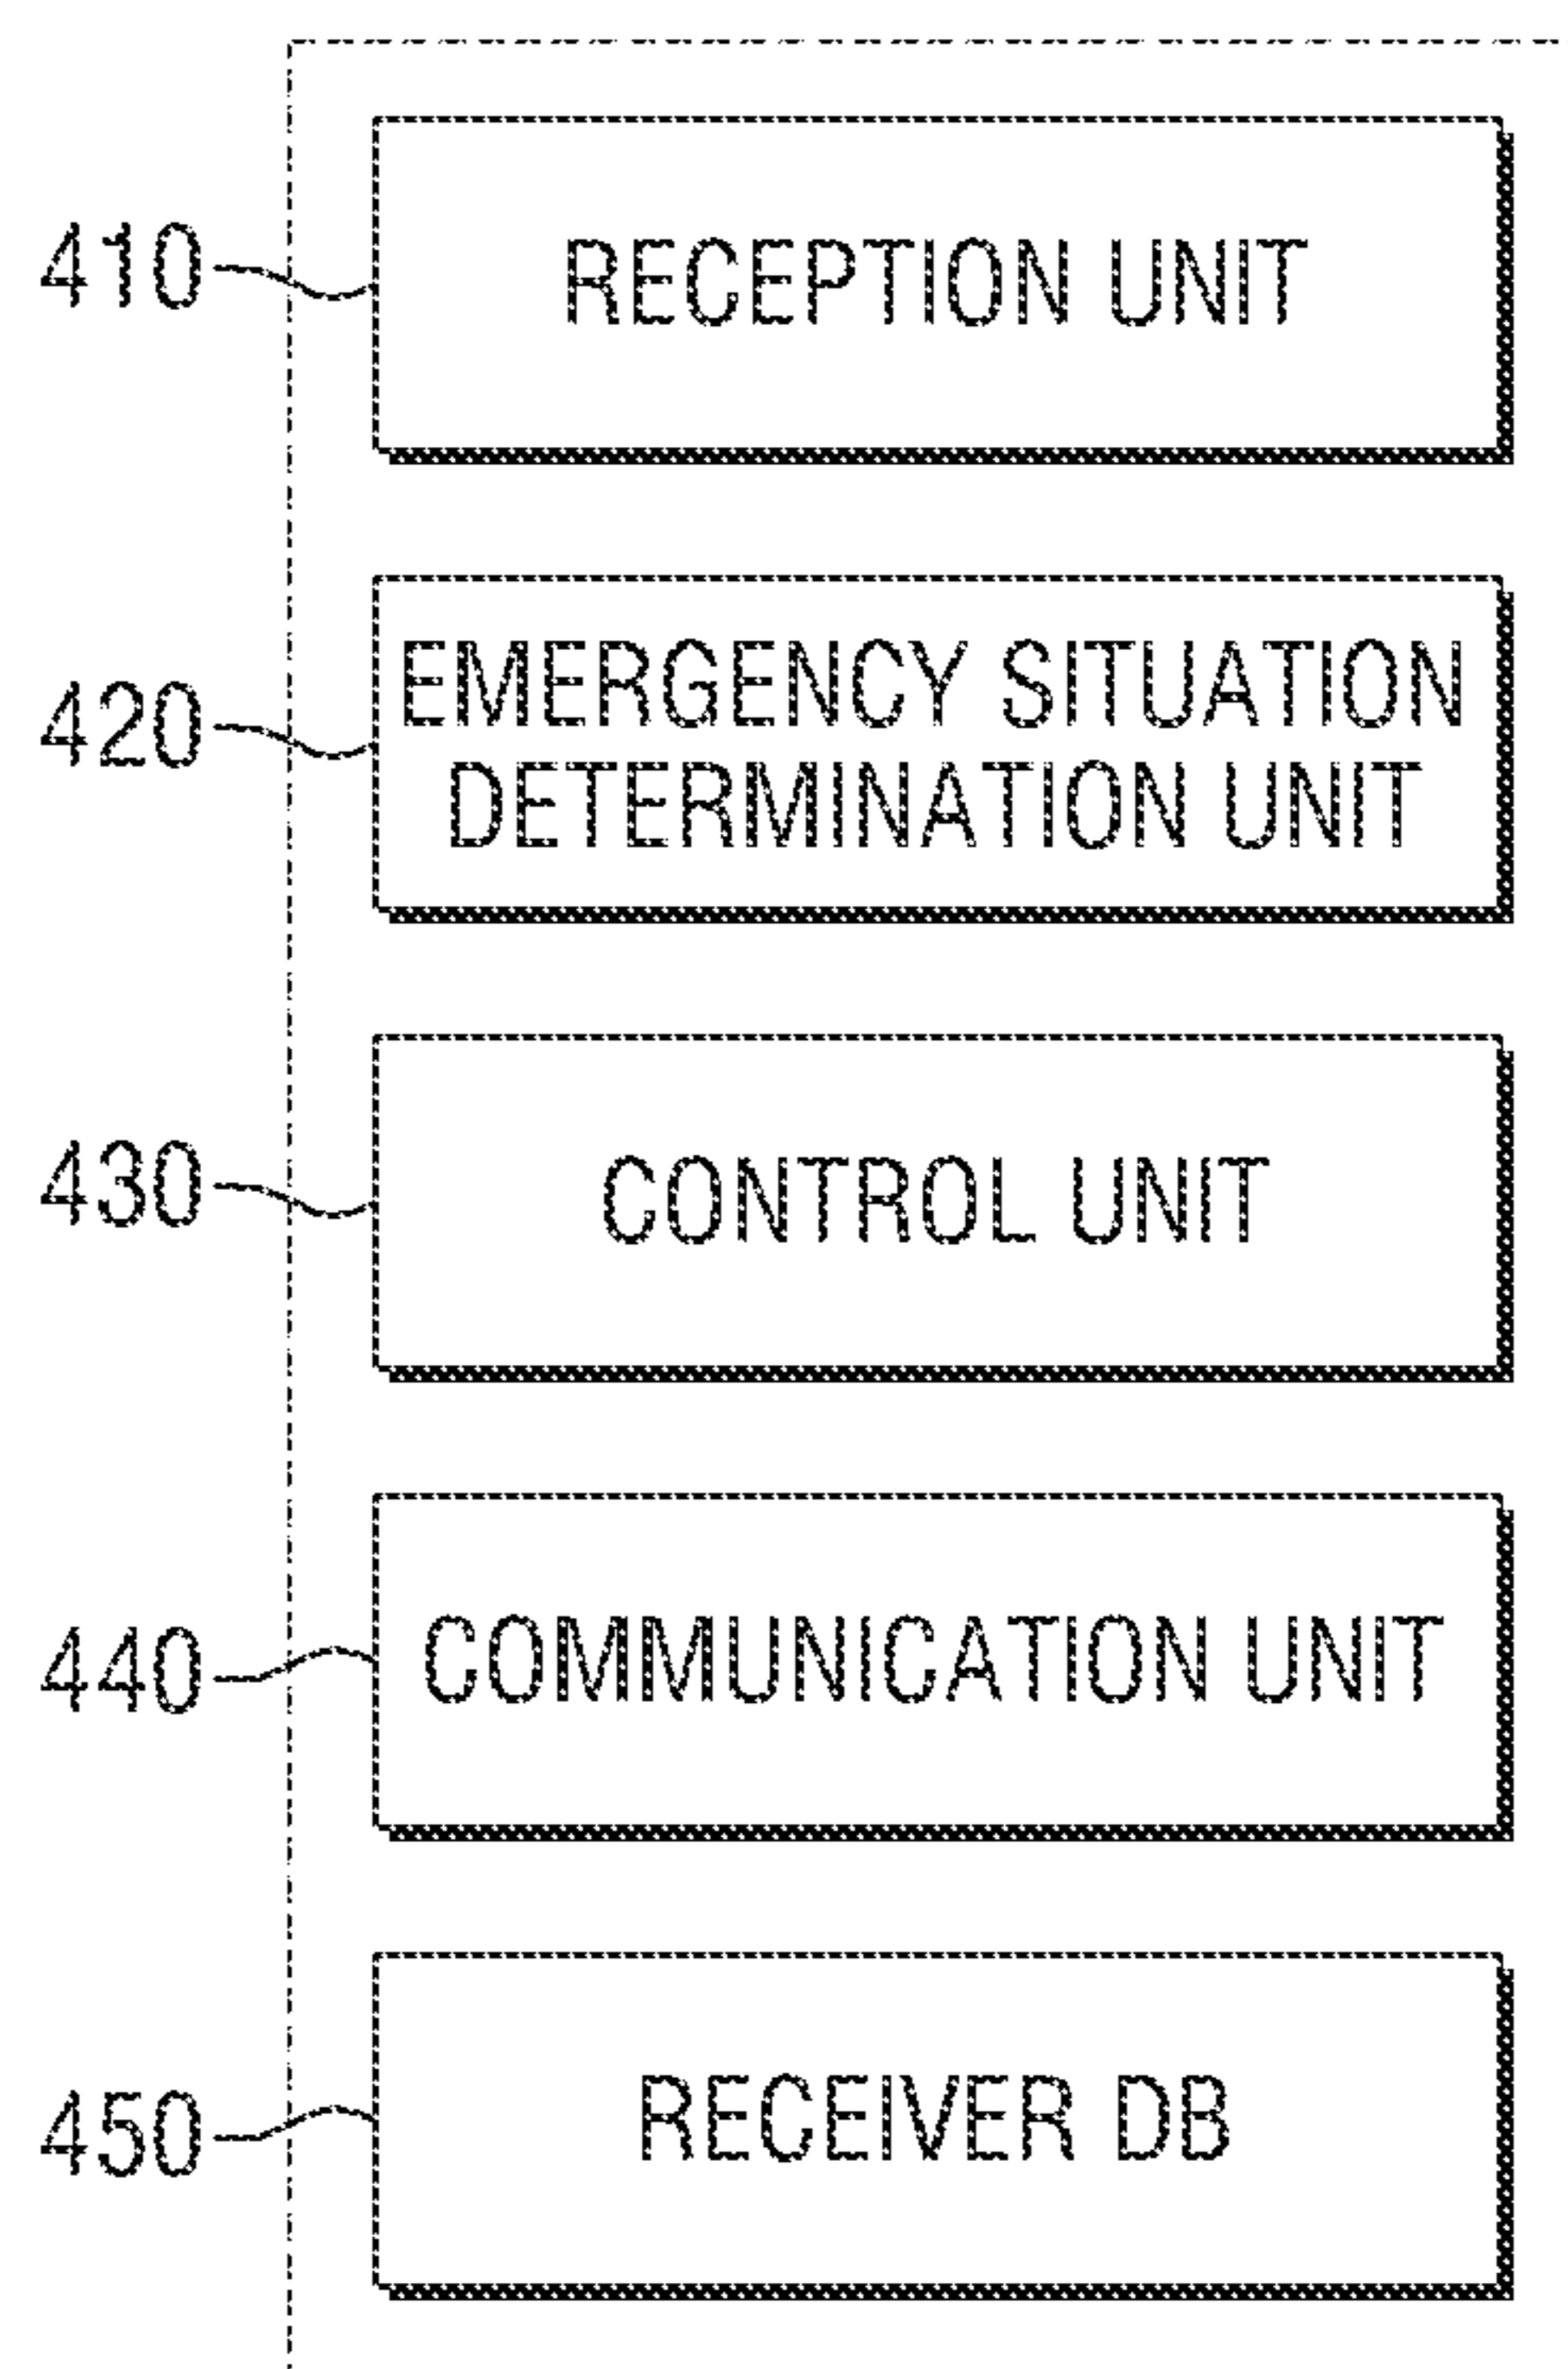 410
RECEPTION UNIT
420
EMERGENCY SITUATION
DETERMINATION UNIT
430
CONTROL UNIT
440
COMMUNICATION UNIT
450
RECEIVER DB